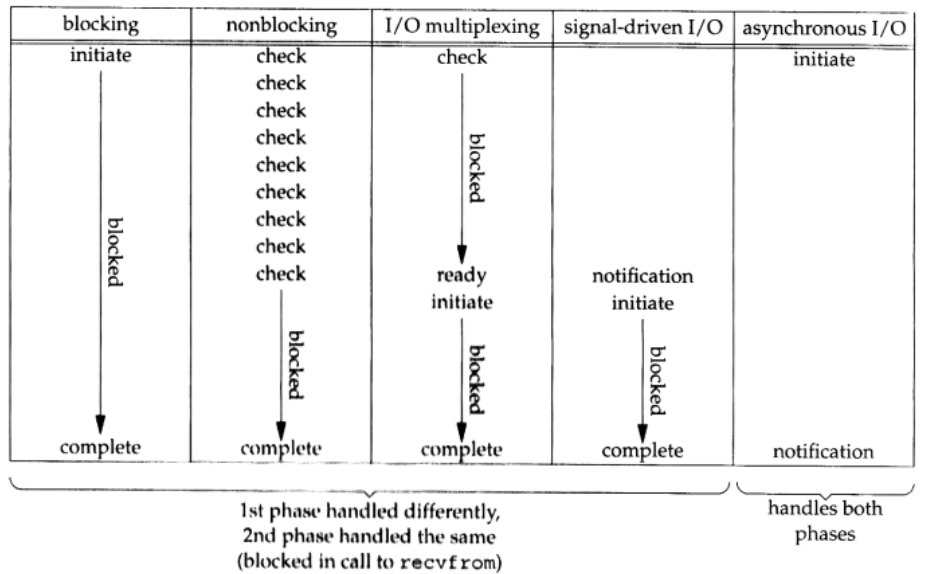 blocking nonblocking I/O multiplexing signal-driven I/O asynchronous I/O
initiate check check initiate
check
check
check
check
check
check
check
check ready notification
initiate initiate
blocked
blocked
blocked
blocked
blocked
complete complete complete complete notification
1st phase handled differently,
2nd phase handled the same
(blocked in call to recvfrom)
handles both
phases